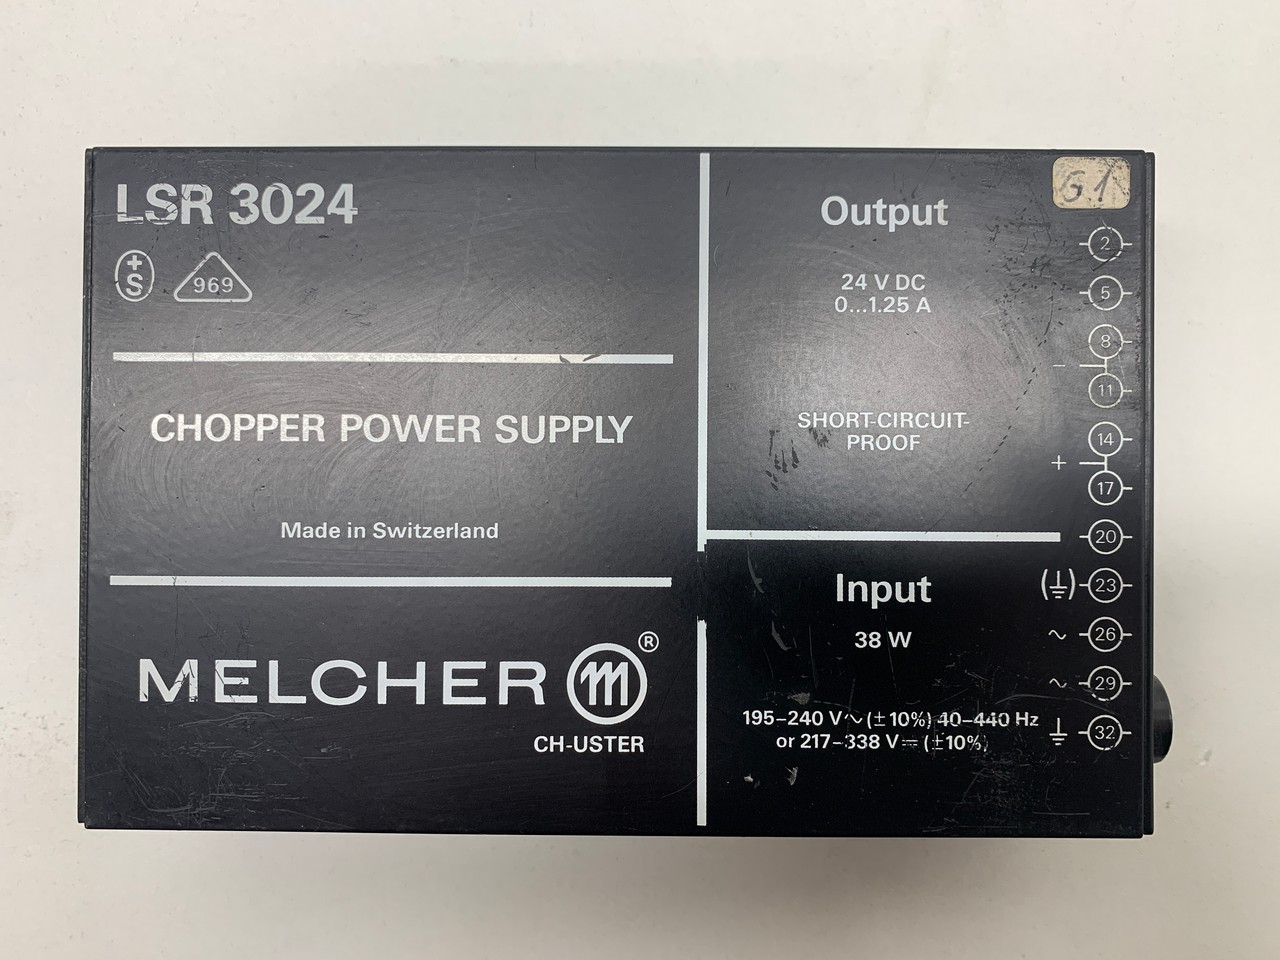 LSR 3024
+S
969
CHOPPER POWER SUPPLY
Made in Switzerland
MELCHER m ®
CH-USTER
Output
24 V DC
0...1.25 A
SHORT-CIRCUIT-
PROOF
Input
38 W
195–240 V ∼ (±10%) 40–440 Hz
or 217–338 V ⎓ (±10%)
G1
2
5
8
−
11
14
+
17
20
(⏚) 23
∼ 26
∼ 29
⏚ 32